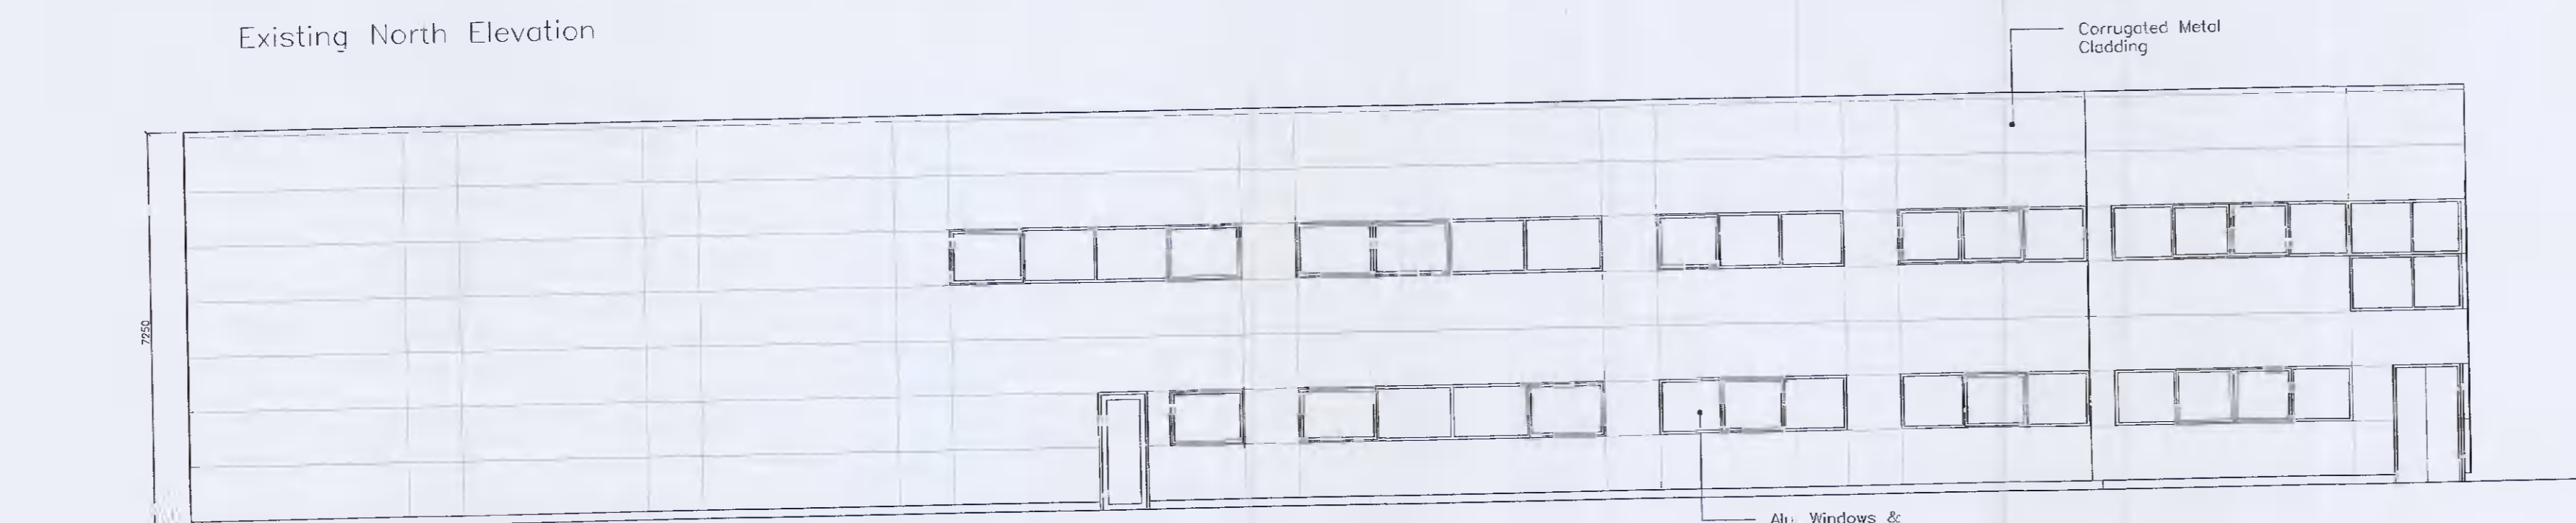 Existing North Elevation
Corrugated Metal
Cladding
7250
Alu Windows &